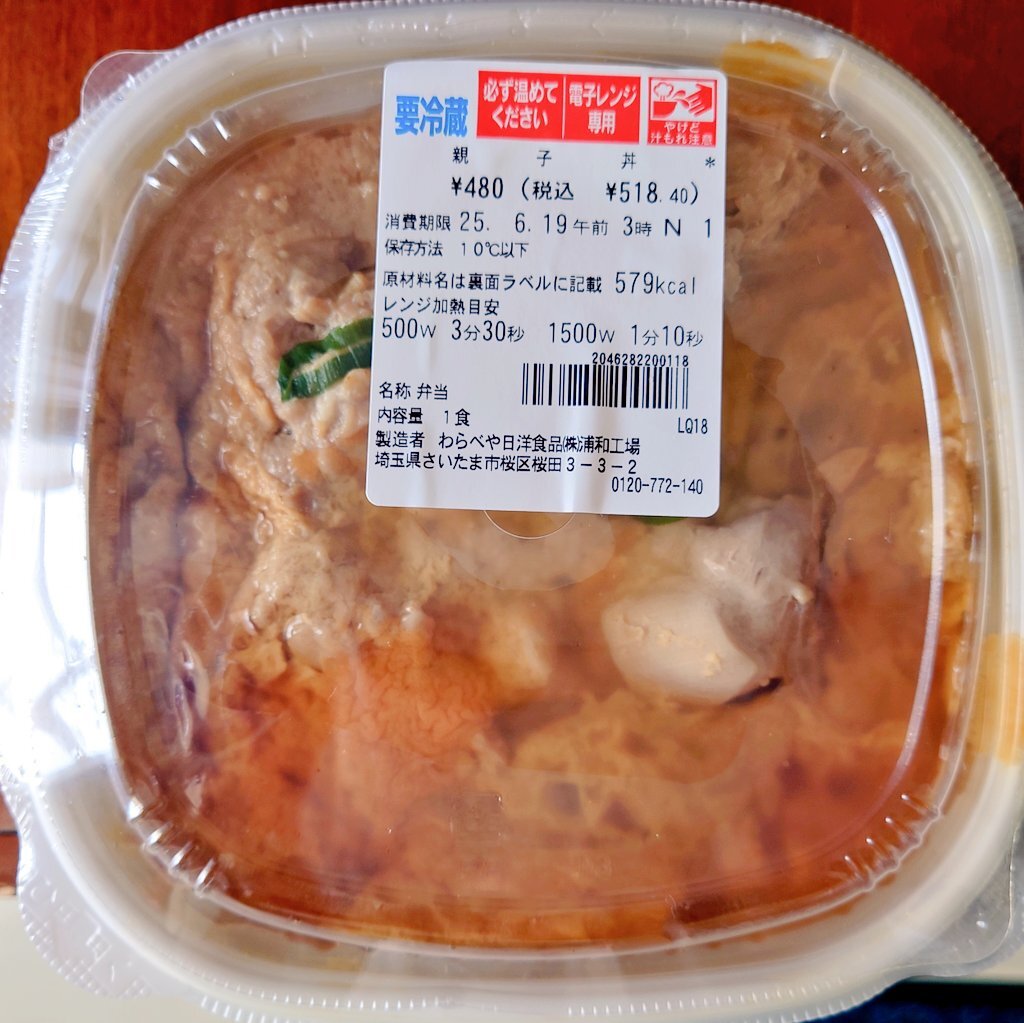 要冷蔵
必ず温めて
ください
電子レンジ
専用
やけど
汁もれ注意
親子丼*
¥480 (税込 ¥518.40)
消費期限 25. 6.19午前 3時 N 1
保存方法 10℃以下
原材料名は裏面ラベルに記載 579kcal
レンジ加熱目安
500W 3分30秒 1500W 1分10秒
2046282200118
名称 弁当
内容量 1食
LQ18
製造者 わらべや日洋食品㈱浦和工場
埼玉県さいたま市桜区桜田3-3-2
0120-772-140